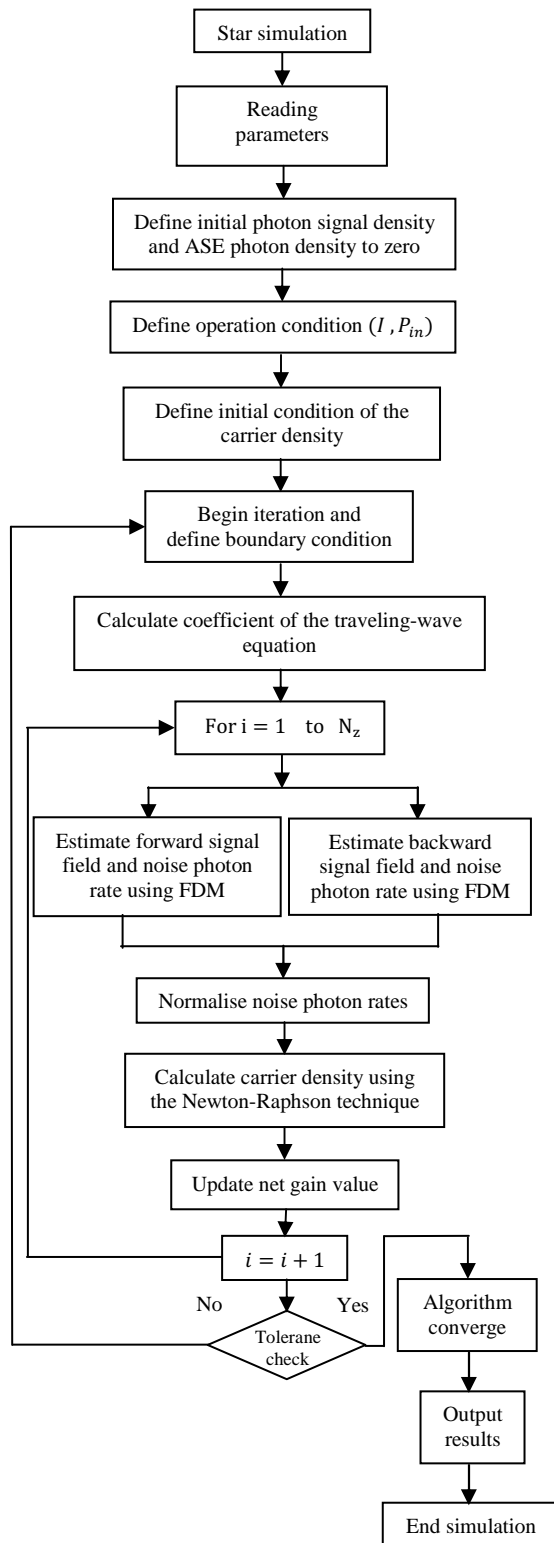 Star simulation
Reading
parameters
Define initial photon signal density
and ASE photon density to zero
Define operation condition (I , P_in)
Define initial condition of the
carrier density
Begin iteration and
define boundary condition
Calculate coefficient of the traveling-wave
equation
For i = 1 to N_z
Estimate forward signal
field and noise photon
rate using FDM
Estimate backward
signal field and noise
photon rate using FDM
Normalise noise photon rates
Calculate carrier density using
the Newton-Raphson technique
Update net gain value
i = i + 1
No
Yes
Tolerane
check
Algorithm
converge
Output
results
End simulation